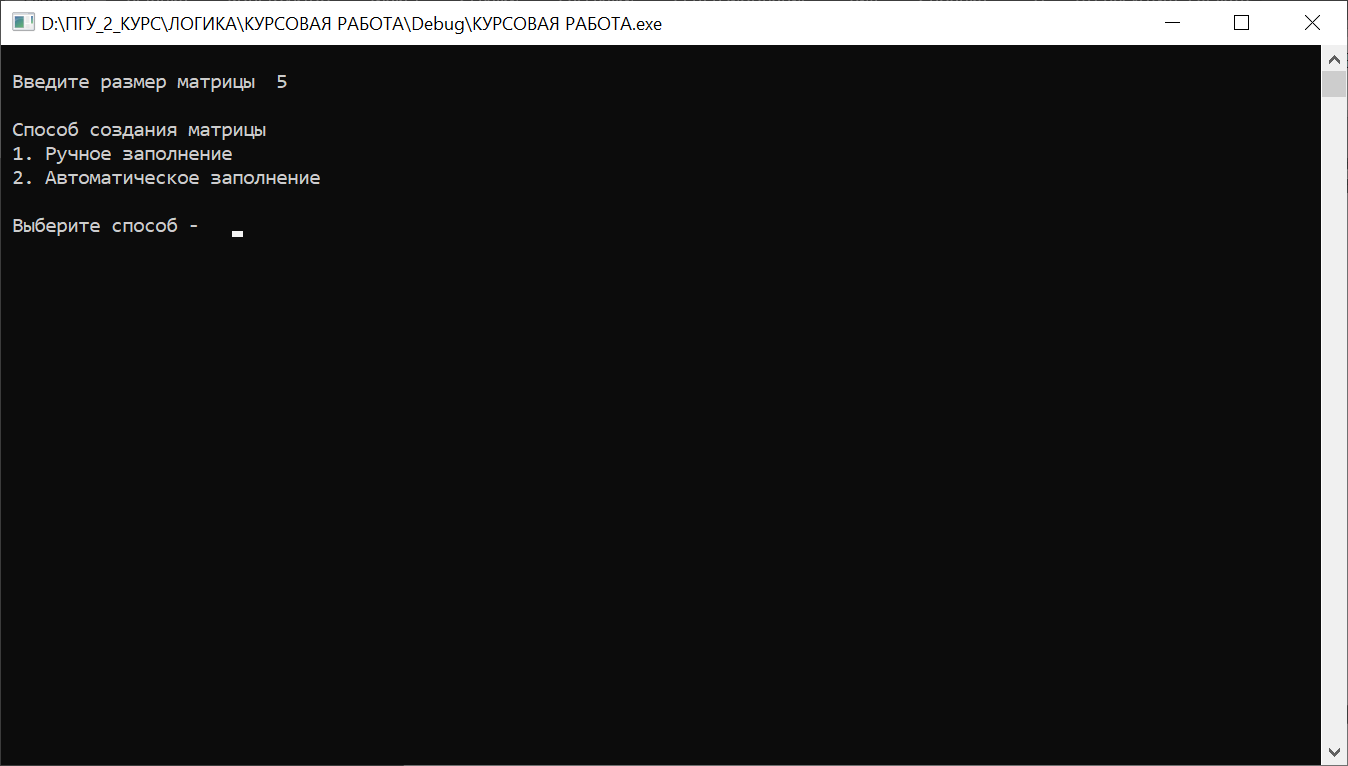 D:\ПГУ_2_КУРС\ЛОГИКА\КУРСОВАЯ РАБОТА\Debug\КУРСОВАЯ РАБОТА.exe
Введите размер матрицы  5
Способ создания матрицы
1. Ручное заполнение
2. Автоматическое заполнение
Выберите способ -